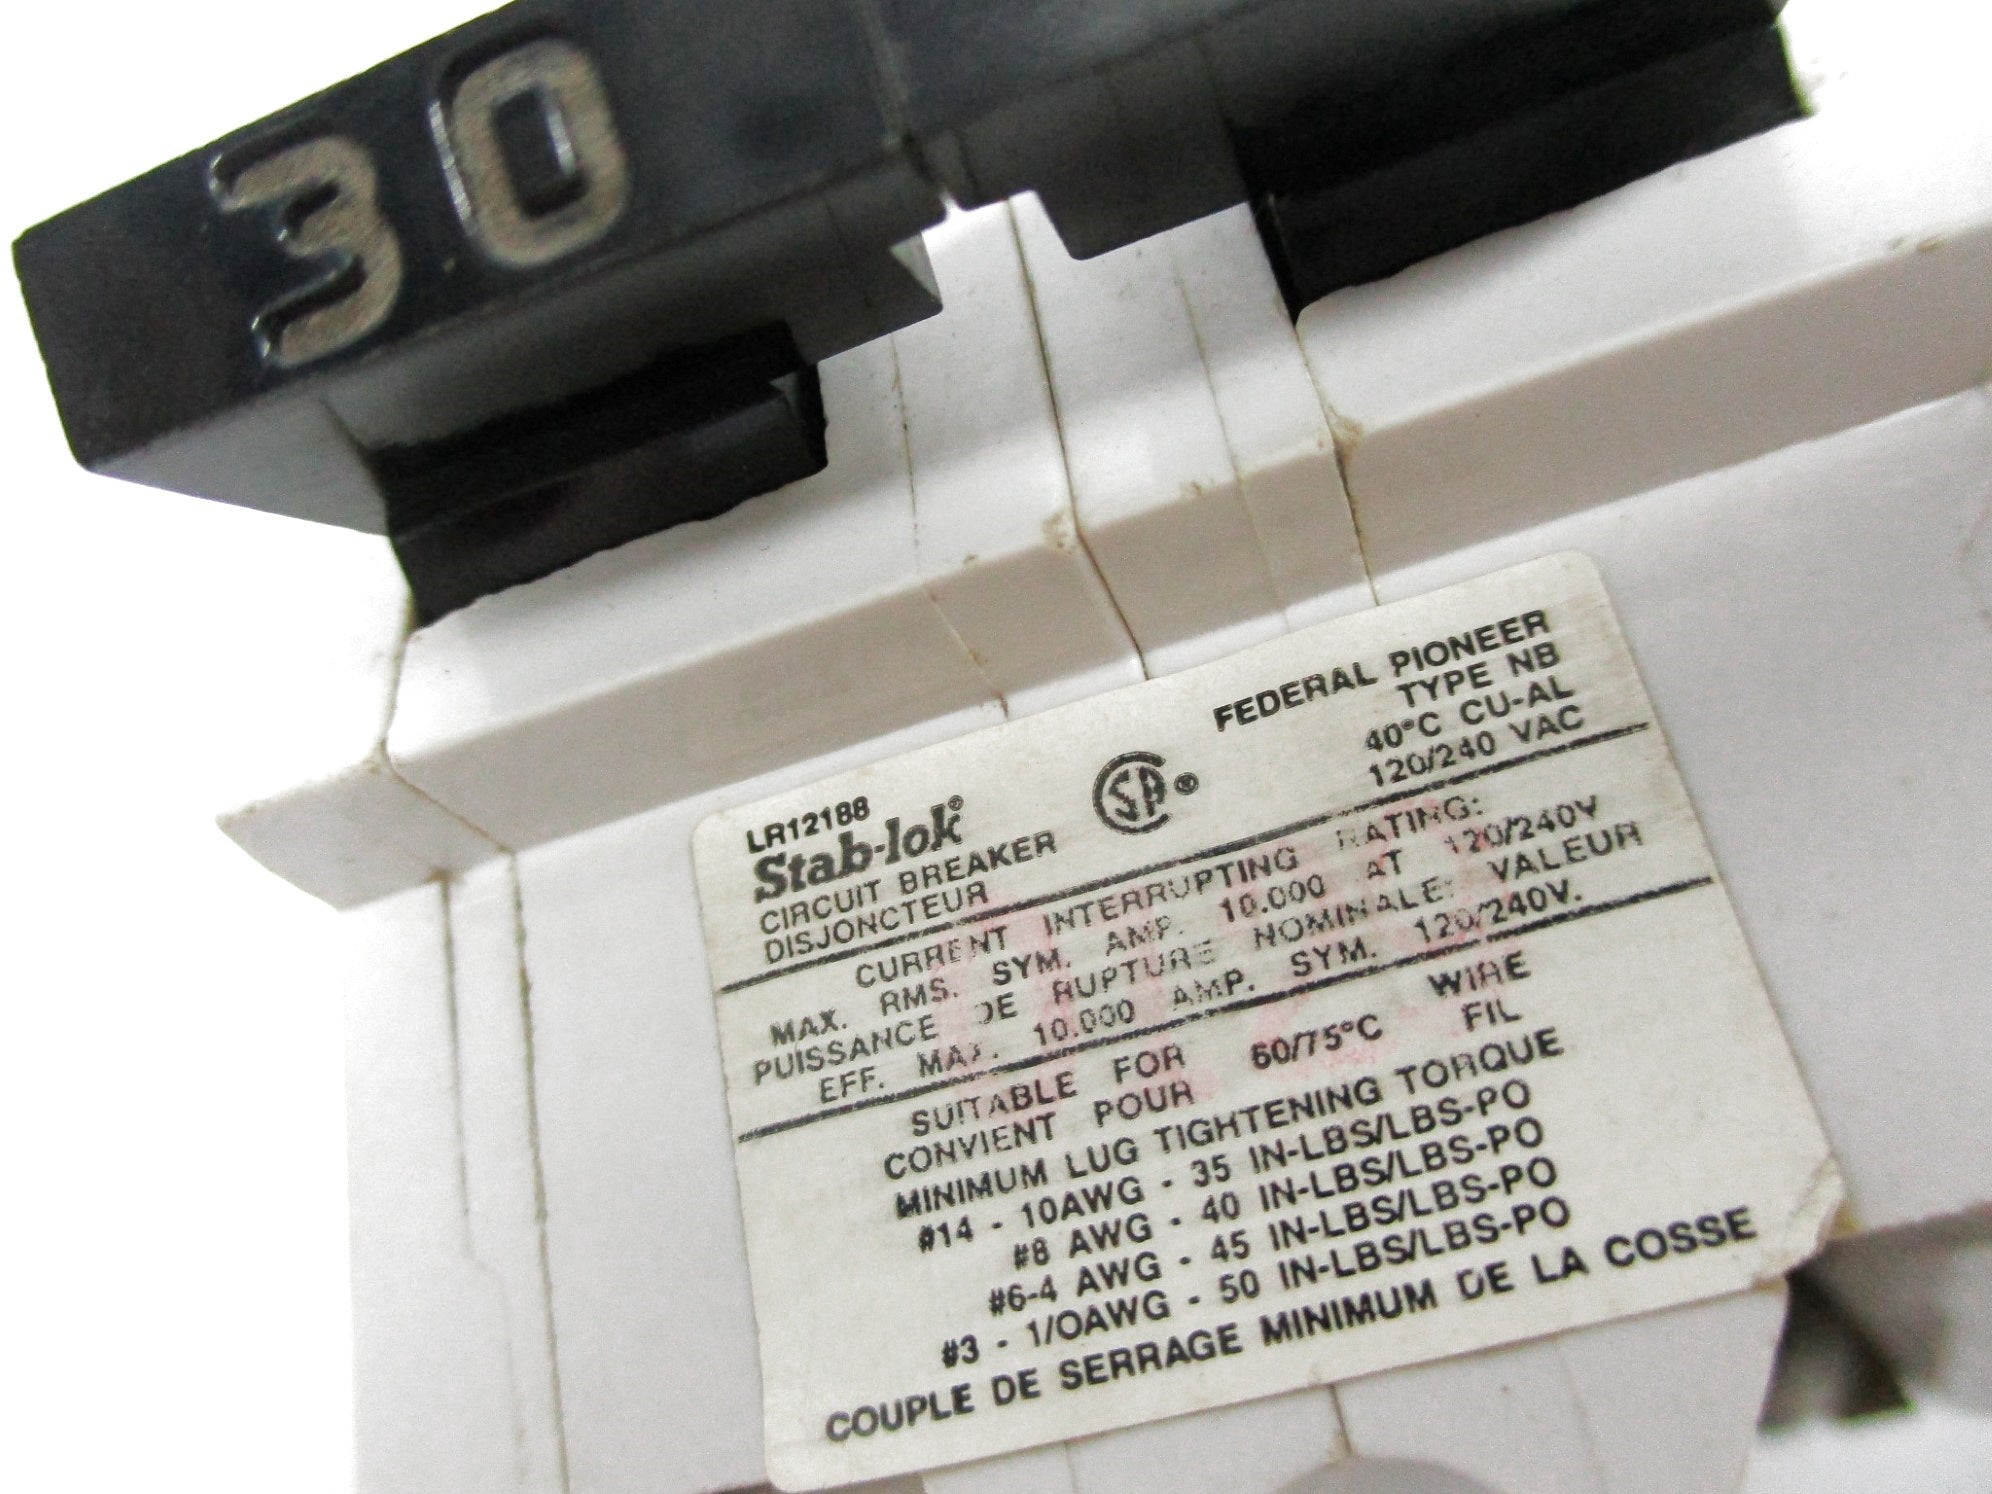 30
LR12188
Stab-lok®
CIRCUIT BREAKER
DISJONCTEUR
SA®
FEDERAL PIONEER
TYPE NB
40°C CU-AL
120/240 VAC
CURRENT INTERRUPTING RATING:
MAX. RMS. SYM. AMP. 10.000 AT 120/240V
PUISSANCE DE RUPTURE NOMINALE: VALEUR
EFF. MAX. 10.000 AMP. SYM. 120/240V.
SUITABLE FOR 60/75°C WIRE
CONVIENT POUR FIL
MINIMUM LUG TIGHTENING TORQUE
#14 - 10AWG - 35 IN-LBS/LBS-PO
#8 AWG - 40 IN-LBS/LBS-PO
#6-4 AWG - 45 IN-LBS/LBS-PO
#3 - 1/OAWG - 50 IN-LBS/LBS-PO
COUPLE DE SERRAGE MINIMUM DE LA COSSE